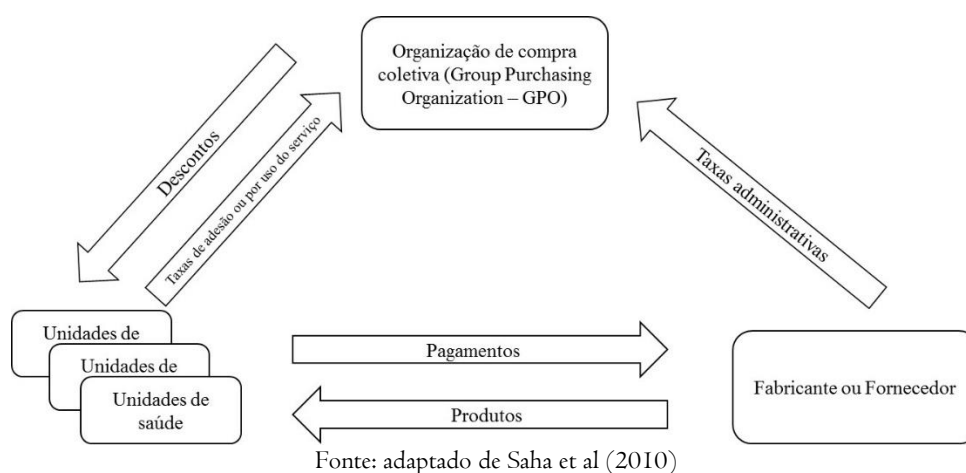 Organização de compra
coletiva (Group Purchasing
Organization – GPO)
Descontos
Taxas de adesão ou por uso do serviço
Taxas administrativas
Unidades de
Unidades de
Unidades de
saúde
Pagamentos
Produtos
Fabricante ou Fornecedor
Fonte: adaptado de Saha et al (2010)